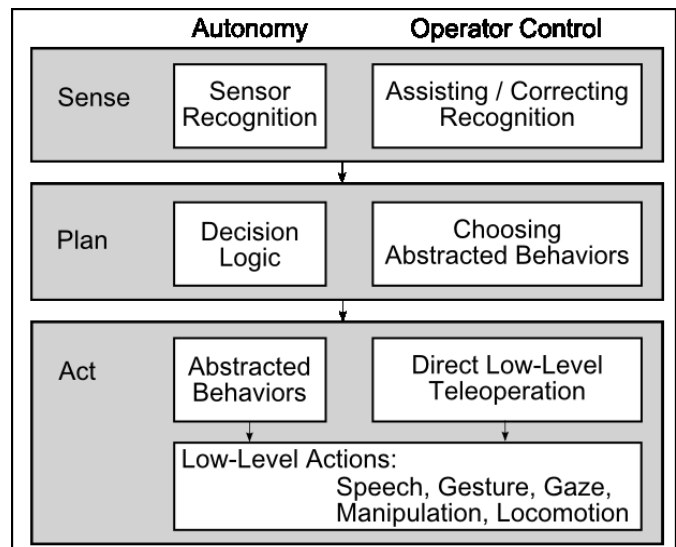 Autonomy Operator Control
Sense
Sensor
Recognition
Assisting / Correcting
Recognition
Plan
Decision
Logic
Choosing
Abstracted Behaviors
Act
Abstracted
Behaviors
Direct Low-Level
Teleoperation
Low-Level Actions:
Speech, Gesture, Gaze,
Manipulation, Locomotion